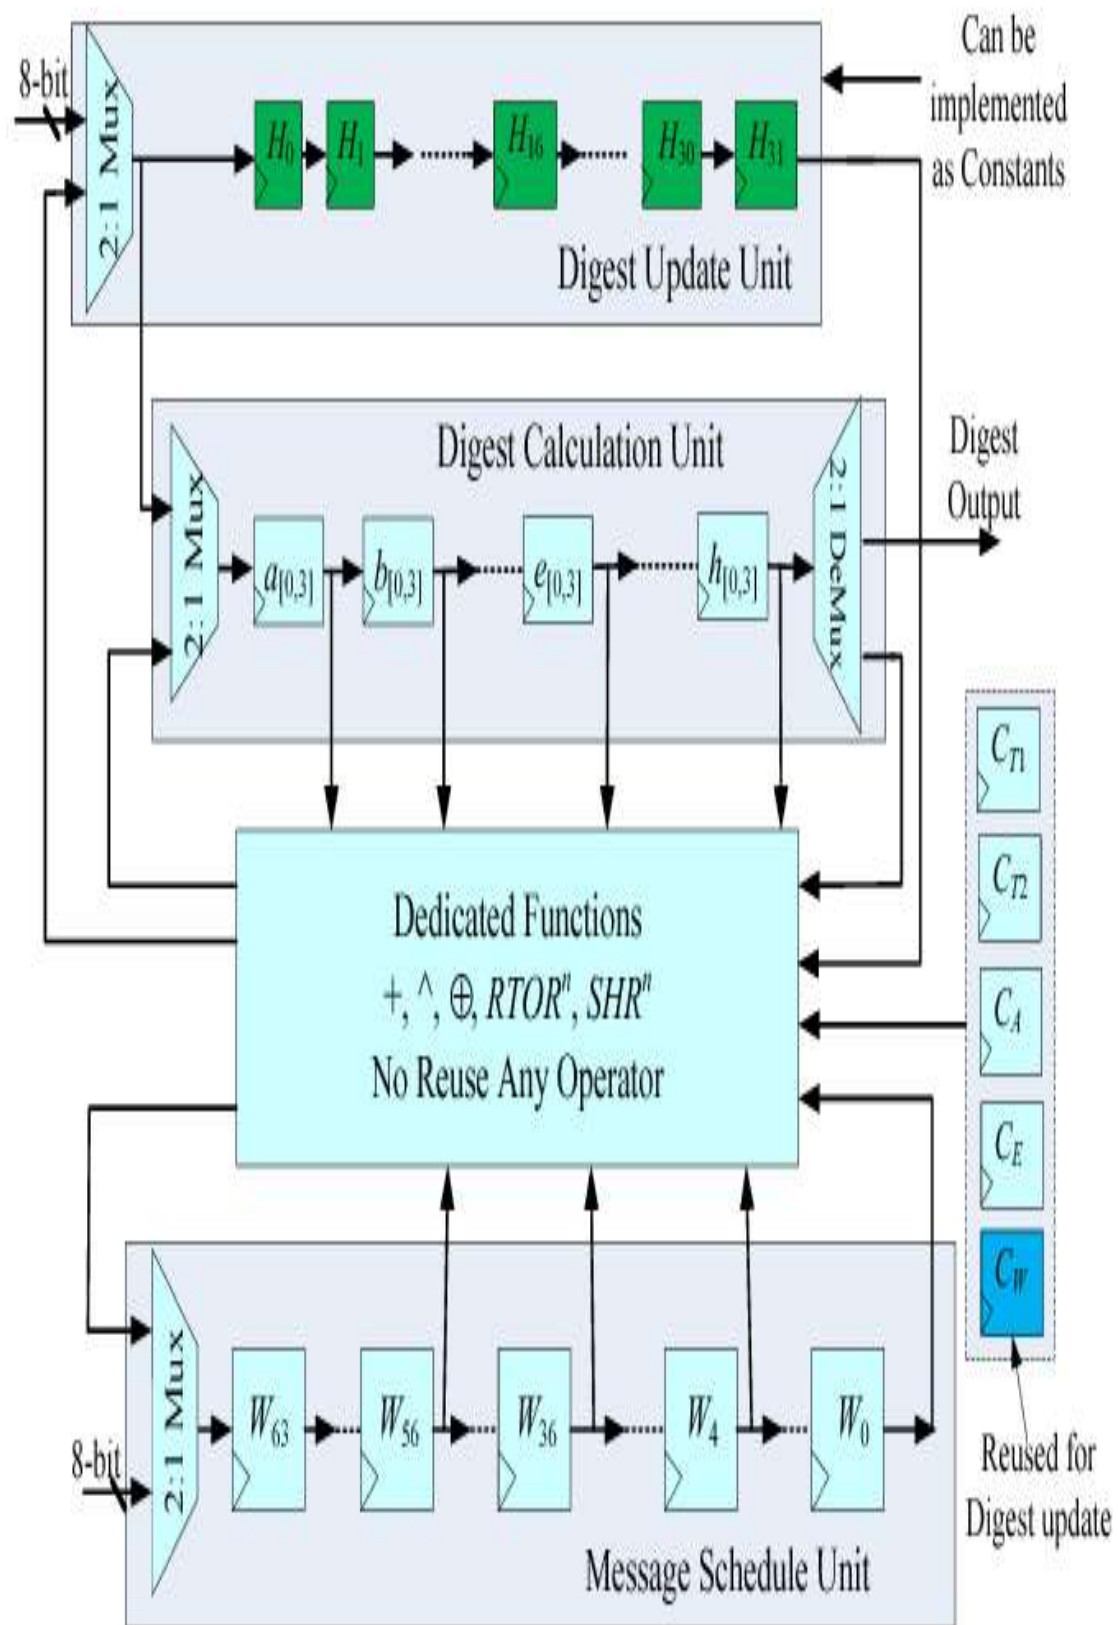 8-bit
2:1 Mux
H0
H1
H16
H30
H31
Digest Update Unit
Can be
implemented
as Constants
Digest Calculation Unit
2:1 Mux
a[0,3]
b[0,3]
e[0,3]
h[0,3]
2:1 DeMux
Digest
Output
Dedicated Functions
+, ^, ⊕, RTORⁿ, SHRⁿ
No Reuse Any Operator
CT1
CT2
CA
CE
CW
Reused for
Digest update
8-bit
2:1 Mux
W63
W56
W36
W4
W0
Message Schedule Unit